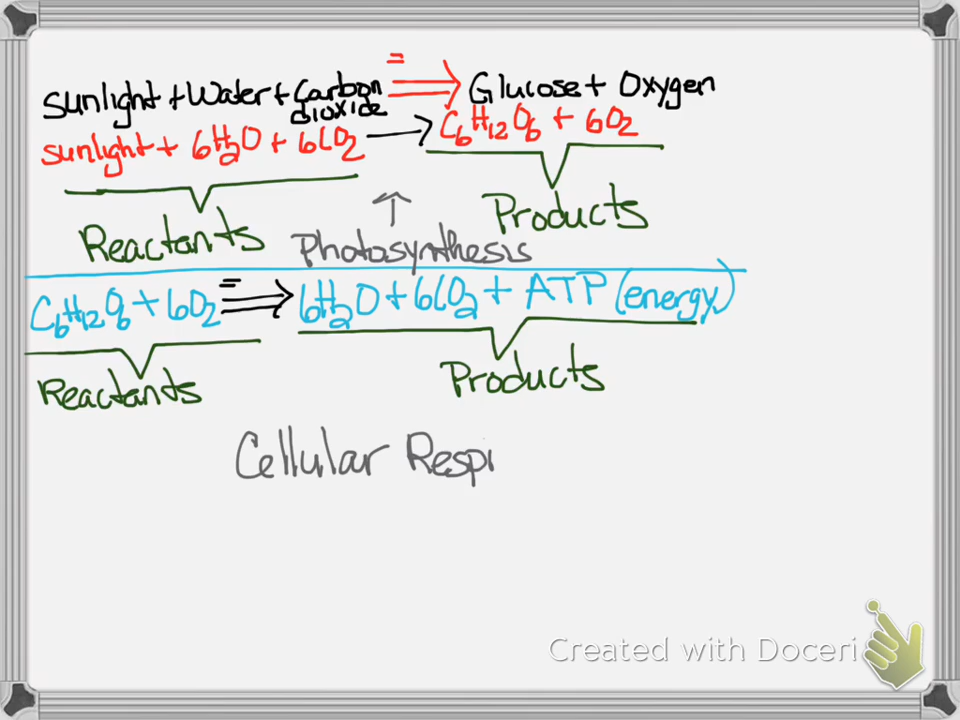 sunlight + Water + Carbon dioxide = ⇒ Glucose + Oxygen
sunlight + 6H₂O + 6CO₂ → C₆H₁₂O₆ + 6O₂
Reactants
Products
↑
Photosynthesis
C₆H₁₂O₆ + 6O₂ = ⇒ 6H₂O + 6CO₂ + ATP (energy)
Reactants
Products
Cellular Respi
Created with Doceri